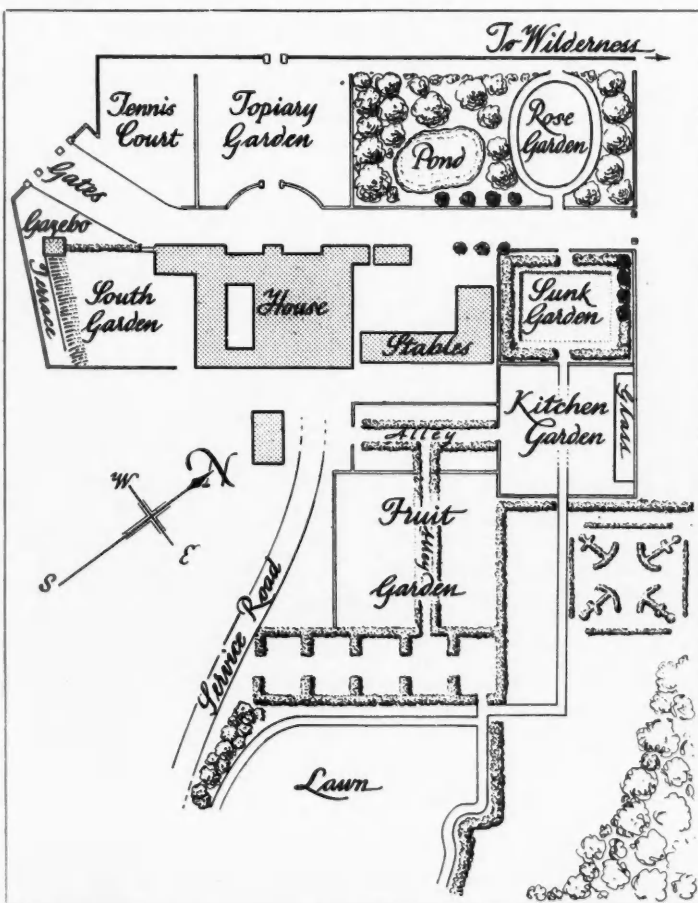 To Wilderness
Tennis
Court
Topiary
Garden
Pond
Rose
Garden
Gates
Gazebo
Terrace
South
Garden
House
Stables
Sunk
Garden
Kitchen
Garden
Glass
Alley
Fruit
Alley
Garden
N
W
E
S
Service Road
Lawn